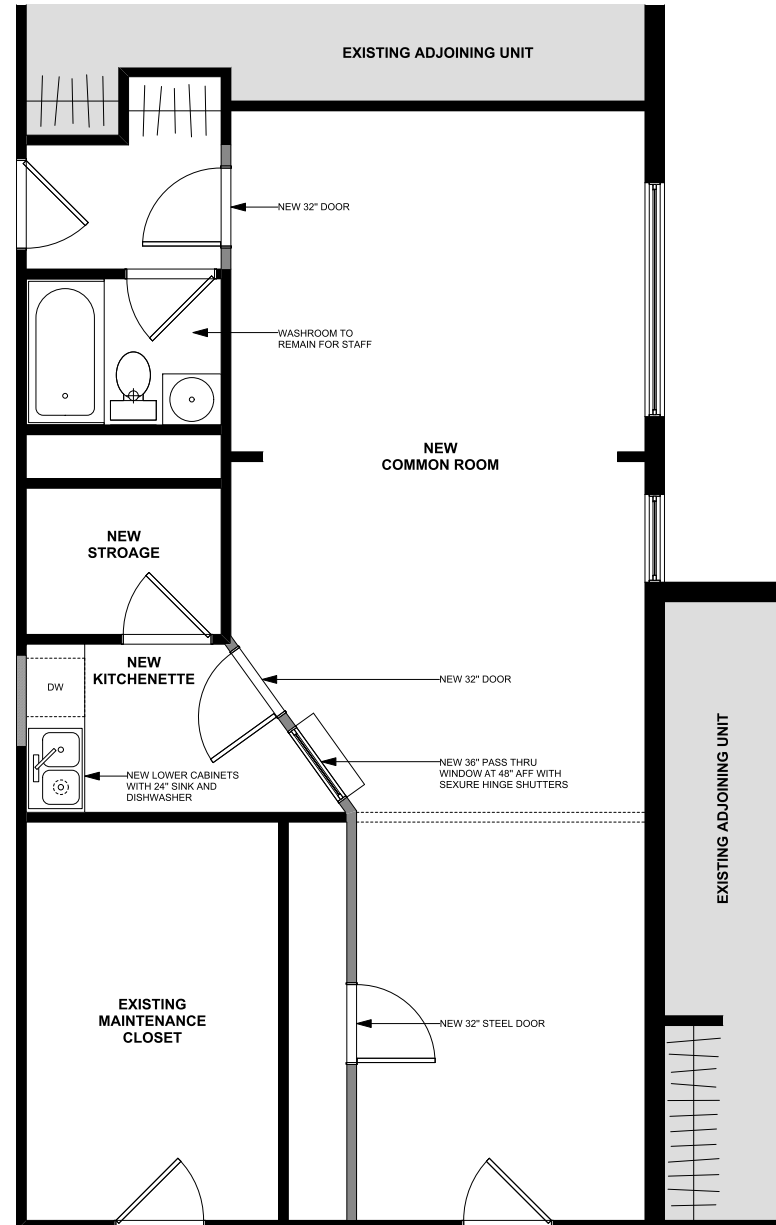 EXISTING ADJOINING UNIT
NEW 32" DOOR
WASHROOM TO
REMAIN FOR STAFF
NEW
COMMON ROOM
NEW
STROAGE
NEW
KITCHENETTE
NEW 32" DOOR
DW
NEW 36" PASS THRU
WINDOW AT 48" AFF WITH
SEXURE HINGE SHUTTERS
NEW LOWER CABINETS
WITH 24" SINK AND
DISHWASHER
EXISTING ADJOINING UNIT
EXISTING
MAINTENANCE
CLOSET
NEW 32" STEEL DOOR